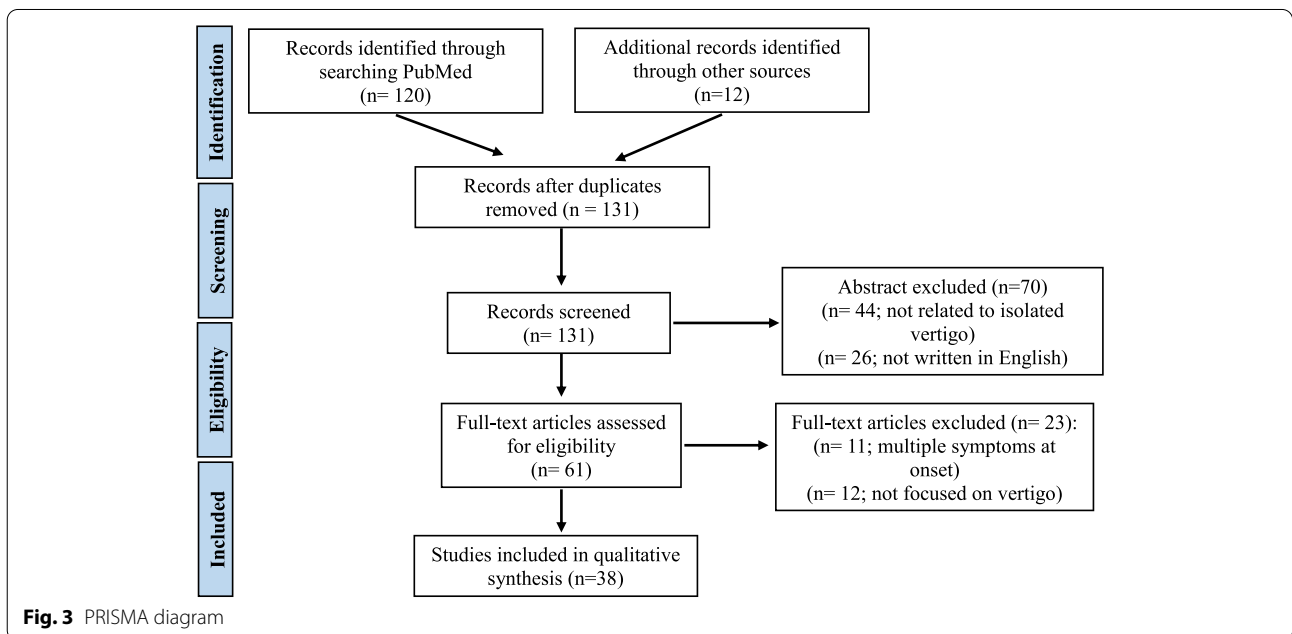 Identification
Records identified through
searching PubMed
(n= 120)
Additional records identified
through other sources
(n=12)
Records after duplicates
removed (n = 131)
Screening
Records screened
(n= 131)
Abstract excluded (n=70)
(n= 44; not related to isolated
vertigo)
(n= 26; not written in English)
Eligibility
Full-text articles assessed
for eligibility
(n= 61)
Full-text articles excluded (n= 23):
(n= 11; multiple symptoms at
onset)
(n= 12; not focused on vertigo)
Included
Studies included in qualitative
synthesis (n=38)
Fig. 3 PRISMA diagram